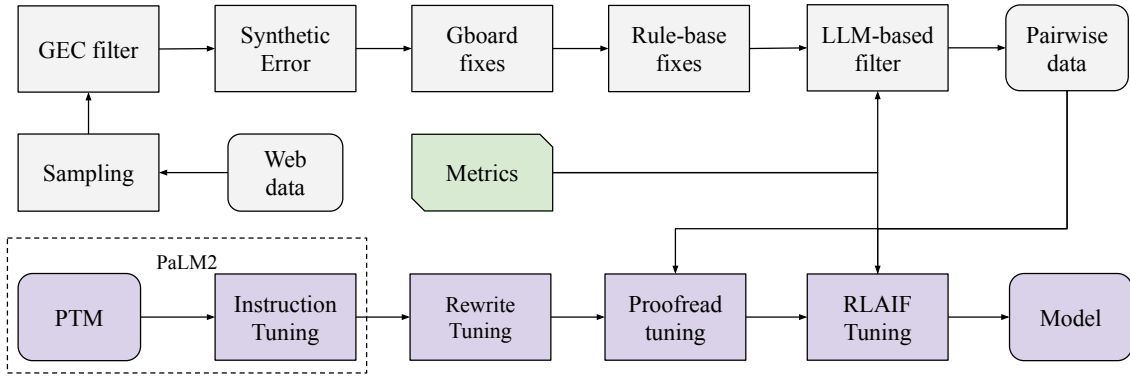 GEC filter
Synthetic
Error
Gboard
fixes
Rule-base
fixes
LLM-based
filter
Pairwise
data
Sampling
Web
data
Metrics
PaLM2
PTM
Instruction
Tuning
Rewrite
Tuning
Proofread
tuning
RLAIF
Tuning
Model